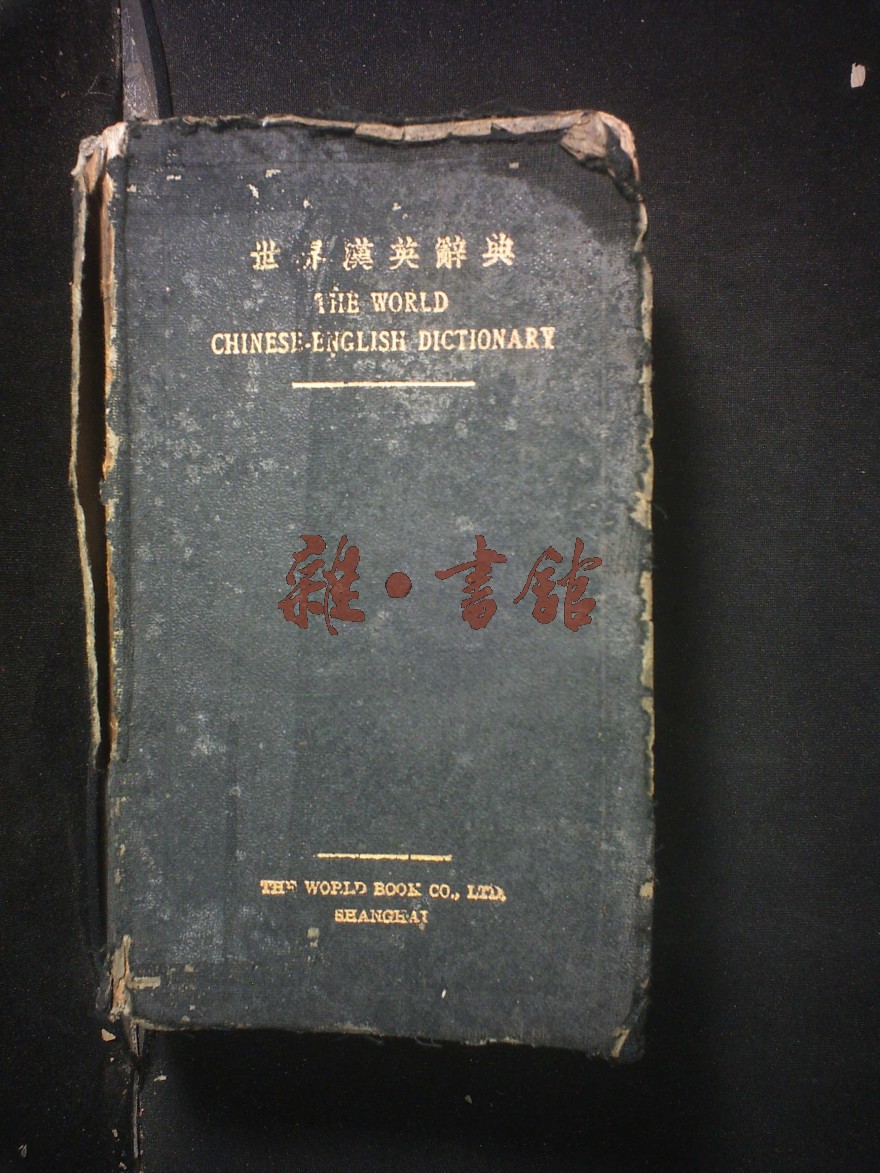 世界漢英辭典
THE WORLD
CHINESE-ENGLISH DICTIONARY
雜·書館
THE WORLD BOOK CO., LTD.
SHANGHAI